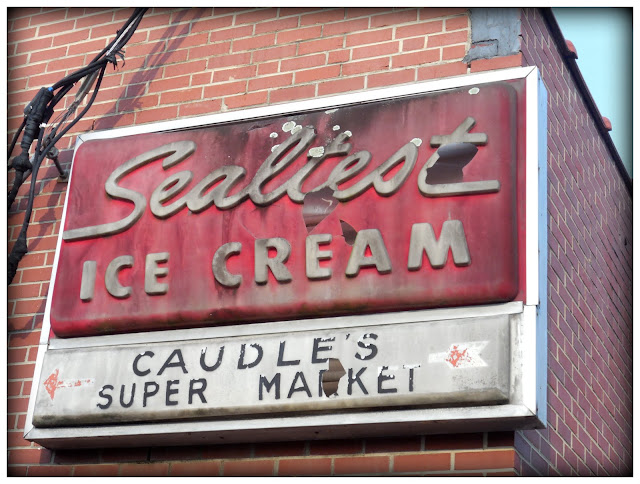 Sealtest
ICE CREAM
CAUDLE'S
SUPER MARKET